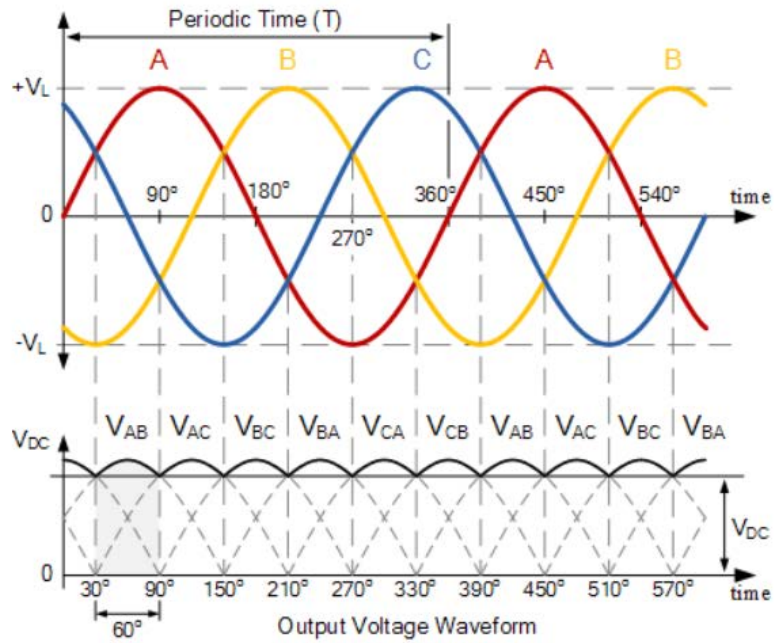 Periodic Time (T)
A B C A B
+VL
90° 180° 360° 450° 540° time
0
270°
-VL
VAB VAC VBC VBA VCA VCB VAB VAC VBC VBA
VDC
VDC
0
30° 90° 150° 210° 270° 330° 390° 450° 510° 570° time
60°
Output Voltage Waveform